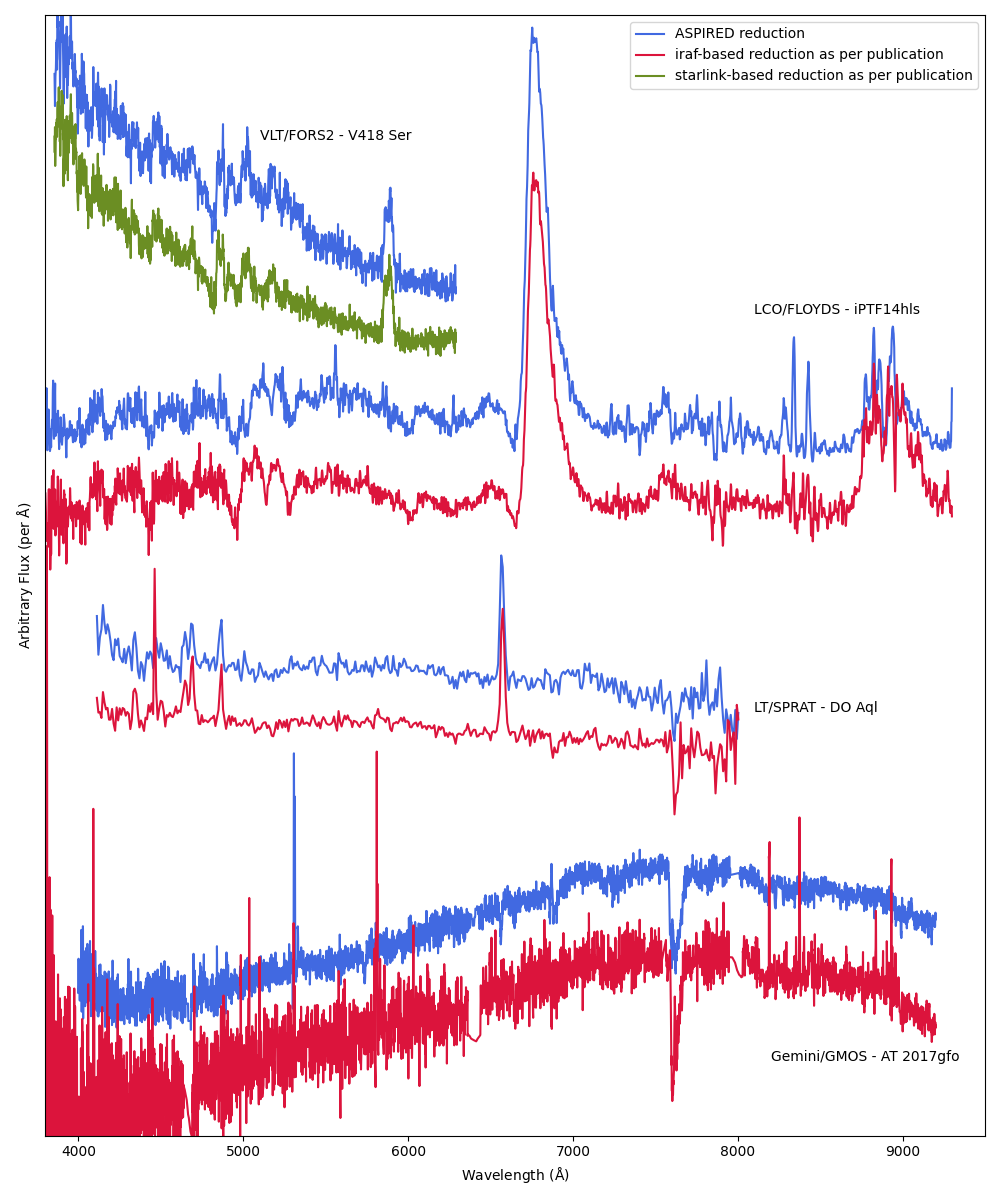 ASPIRED reduction
iraf-based reduction as per publication
starlink-based reduction as per publication
VLT/FORS2 - V418 Ser
LCO/FLOYDS - iPTF14hls
LT/SPRAT - DO Aql
Gemini/GMOS - AT 2017gfo
Arbitrary Flux (per Å)
4000 5000 6000 7000 8000 9000
Wavelength (Å)